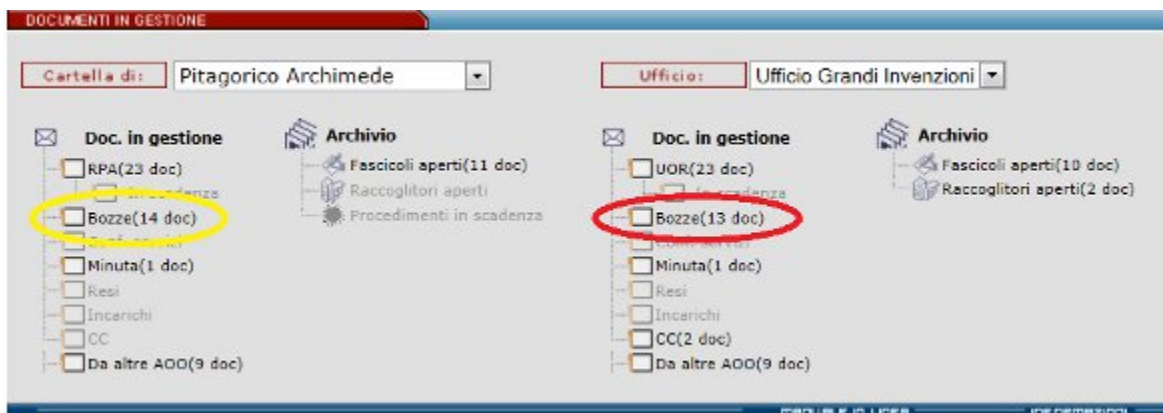 DOCUMENTI IN GESTIONE
Cartella di: Pitagorico Archimede
Doc. in gestione
RPA(23 doc)
In scadenza
Bozze(14 doc)
Conf. servizi
Minuta(1 doc)
Resi
Incarichi
CC
Da altre AOO(9 doc)
Archivio
Fascicoli aperti(11 doc)
Raccoglitori aperti
Procedimenti in scadenza
Ufficio: Ufficio Grandi Invenzioni
Doc. in gestione
UOR(23 doc)
In scadenza
Bozze(13 doc)
Conf. servizi
Minuta(1 doc)
Resi
Incarichi
CC(2 doc)
Da altre AOO(9 doc)
Archivio
Fascicoli aperti(10 doc)
Raccoglitori aperti(2 doc)